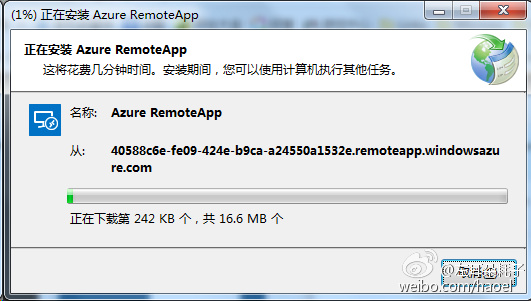 (1%) 正在安装 Azure RemoteApp
正在安装 Azure RemoteApp
这将花费几分钟时间。安装期间，您可以使用计算机执行其他任务。
名称: Azure RemoteApp
从: 40588c6e-fe09-424e-b9ca-a24550a1532e.remoteapp.windowsazu
re.com
正在下载第 242 KB 个，共 16.6 MB 个
weibo.com/haoel